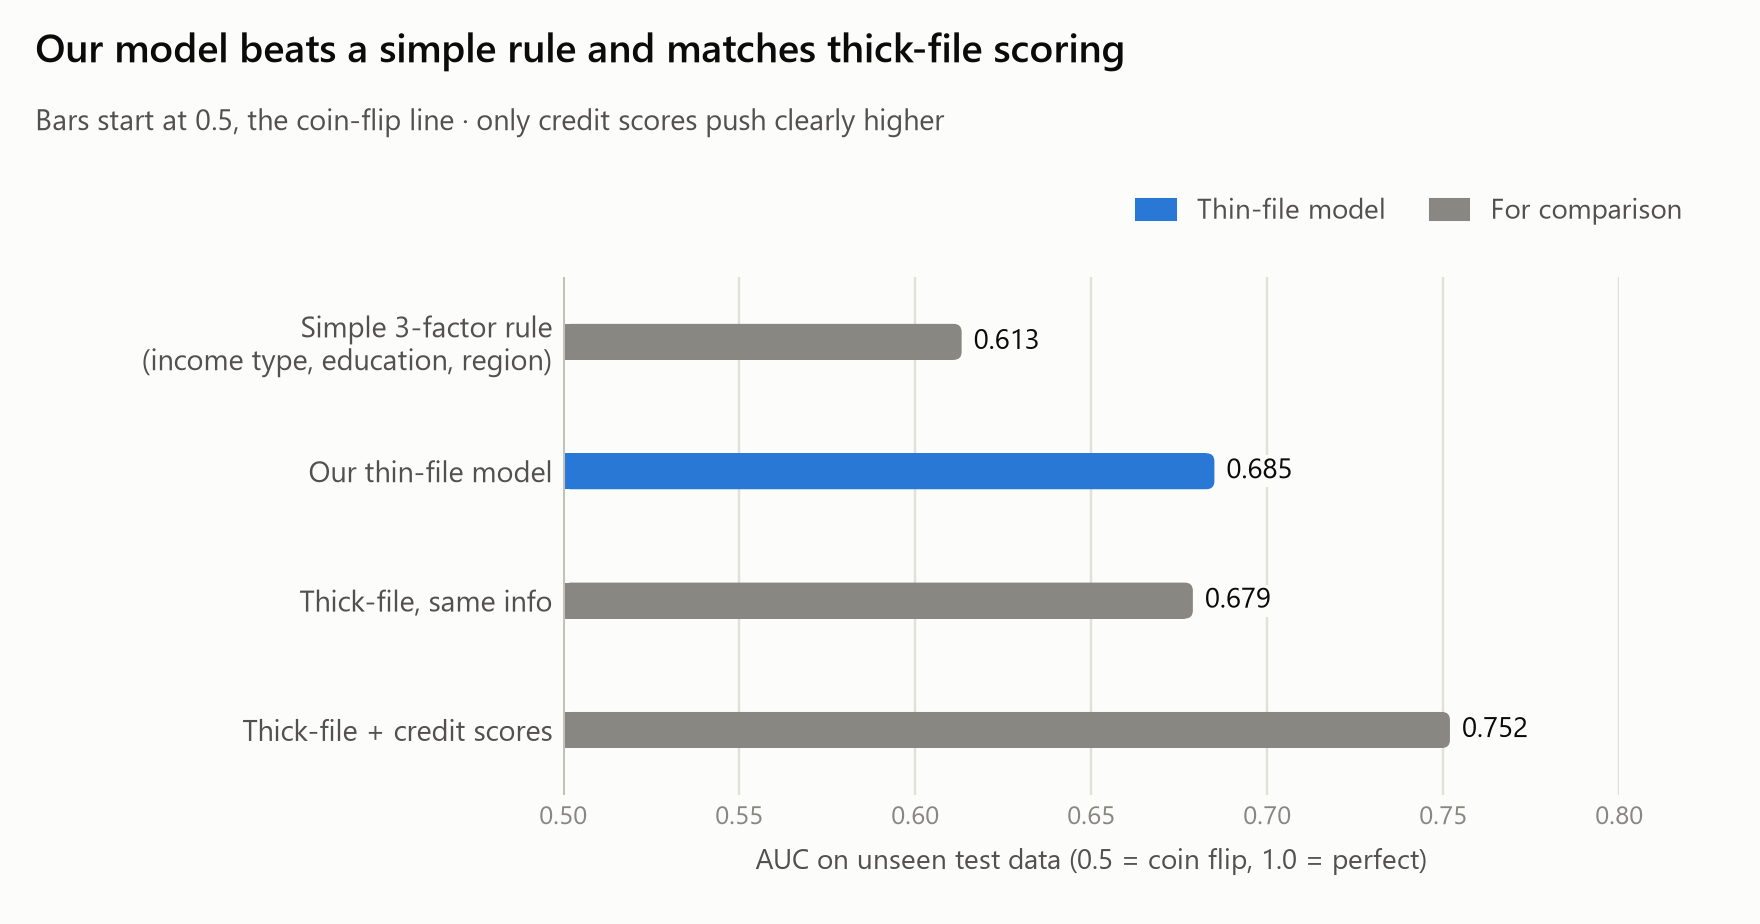 Our model beats a simple rule and matches thick-file scoring
Bars start at 0.5, the coin-flip line · only credit scores push clearly higher
Thin-file model
For comparison
Simple 3-factor rule
(income type, education, region)
0.613
Our thin-file model
0.685
Thick-file, same info
0.679
Thick-file + credit scores
0.752
0.50
0.55
0.60
0.65
0.70
0.75
0.80
AUC on unseen test data (0.5 = coin flip, 1.0 = perfect)